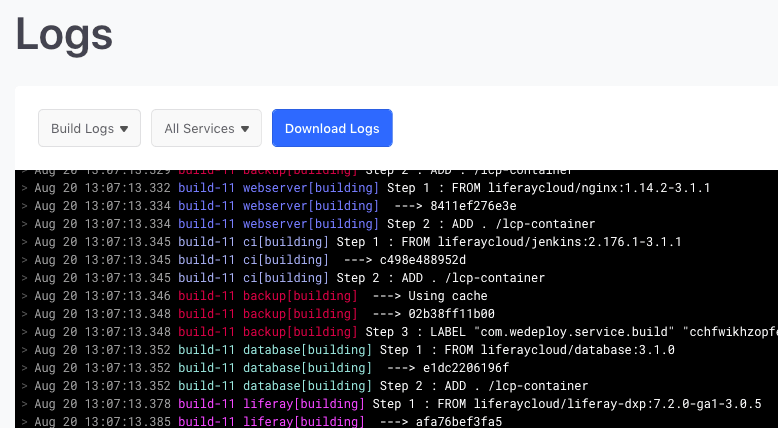 Logs
Build Logs ▼ All Services ▼ Download Logs
> Aug 20 13:07:13.329 build-11 backup[building] Step 2 : ADD . /lcp-container
> Aug 20 13:07:13.332 build-11 webserver[building] Step 1 : FROM liferaycloud/nginx:1.14.2-3.1.1
> Aug 20 13:07:13.334 build-11 webserver[building] ---> 8411ef276e3e
> Aug 20 13:07:13.334 build-11 webserver[building] Step 2 : ADD . /lcp-container
> Aug 20 13:07:13.345 build-11 ci[building] Step 1 : FROM liferaycloud/jenkins:2.176.1-3.1.1
> Aug 20 13:07:13.345 build-11 ci[building] ---> c498e488952d
> Aug 20 13:07:13.345 build-11 ci[building] Step 2 : ADD . /lcp-container
> Aug 20 13:07:13.346 build-11 backup[building] ---> Using cache
> Aug 20 13:07:13.348 build-11 backup[building] ---> 02b38ff11b00
> Aug 20 13:07:13.348 build-11 backup[building] Step 3 : LABEL "com.wedeploy.service.build" "cchfwikhzopf
> Aug 20 13:07:13.352 build-11 database[building] Step 1 : FROM liferaycloud/database:3.1.0
> Aug 20 13:07:13.352 build-11 database[building] ---> e1dc2206196f
> Aug 20 13:07:13.352 build-11 database[building] Step 2 : ADD . /lcp-container
> Aug 20 13:07:13.378 build-11 liferay[building] Step 1 : FROM liferaycloud/liferay-dxp:7.2.0-ga1-3.0.5
> Aug 20 13:07:13.385 build-11 liferay[building] ---> afa76bef3fa5